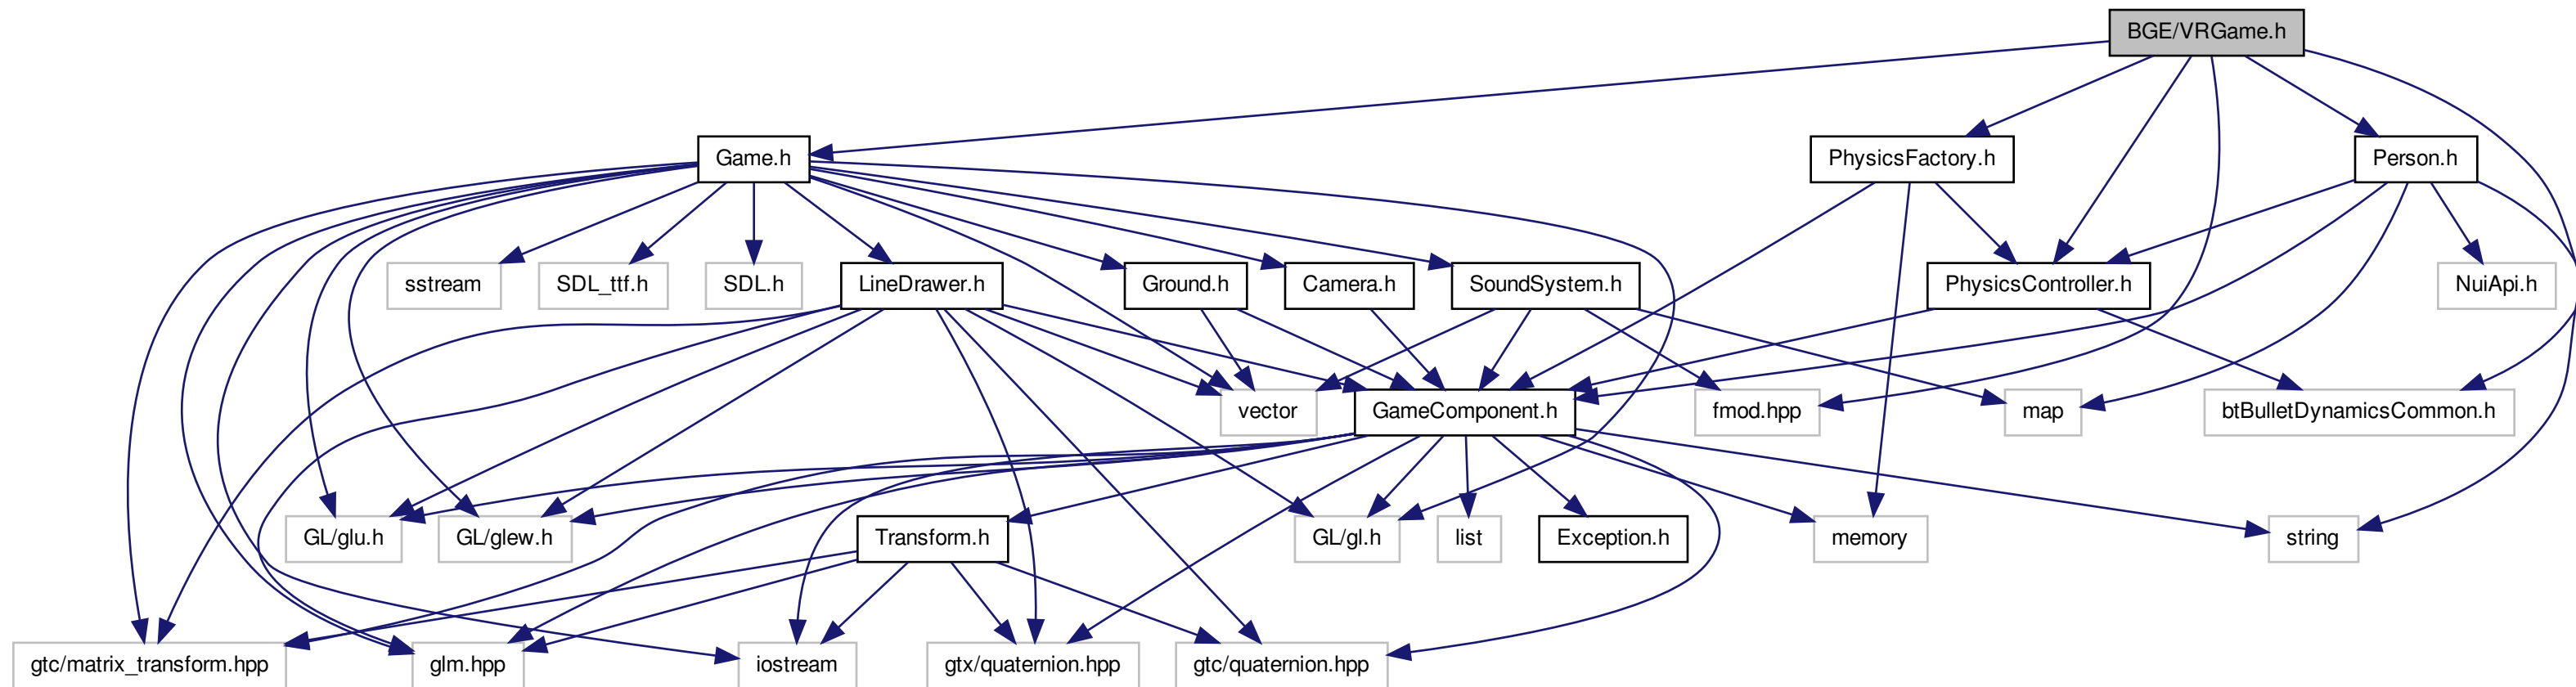 BGE/VRGame.h
Game.h
PhysicsFactory.h
Person.h
sstream
SDL_ttf.h
SDL.h
LineDrawer.h
Ground.h
Camera.h
SoundSystem.h
PhysicsController.h
NuiApi.h
vector
GameComponent.h
fmod.hpp
map
btBulletDynamicsCommon.h
GL/glu.h
GL/glew.h
Transform.h
GL/gl.h
list
Exception.h
memory
string
gtc/matrix_transform.hpp
glm.hpp
iostream
gtx/quaternion.hpp
gtc/quaternion.hpp